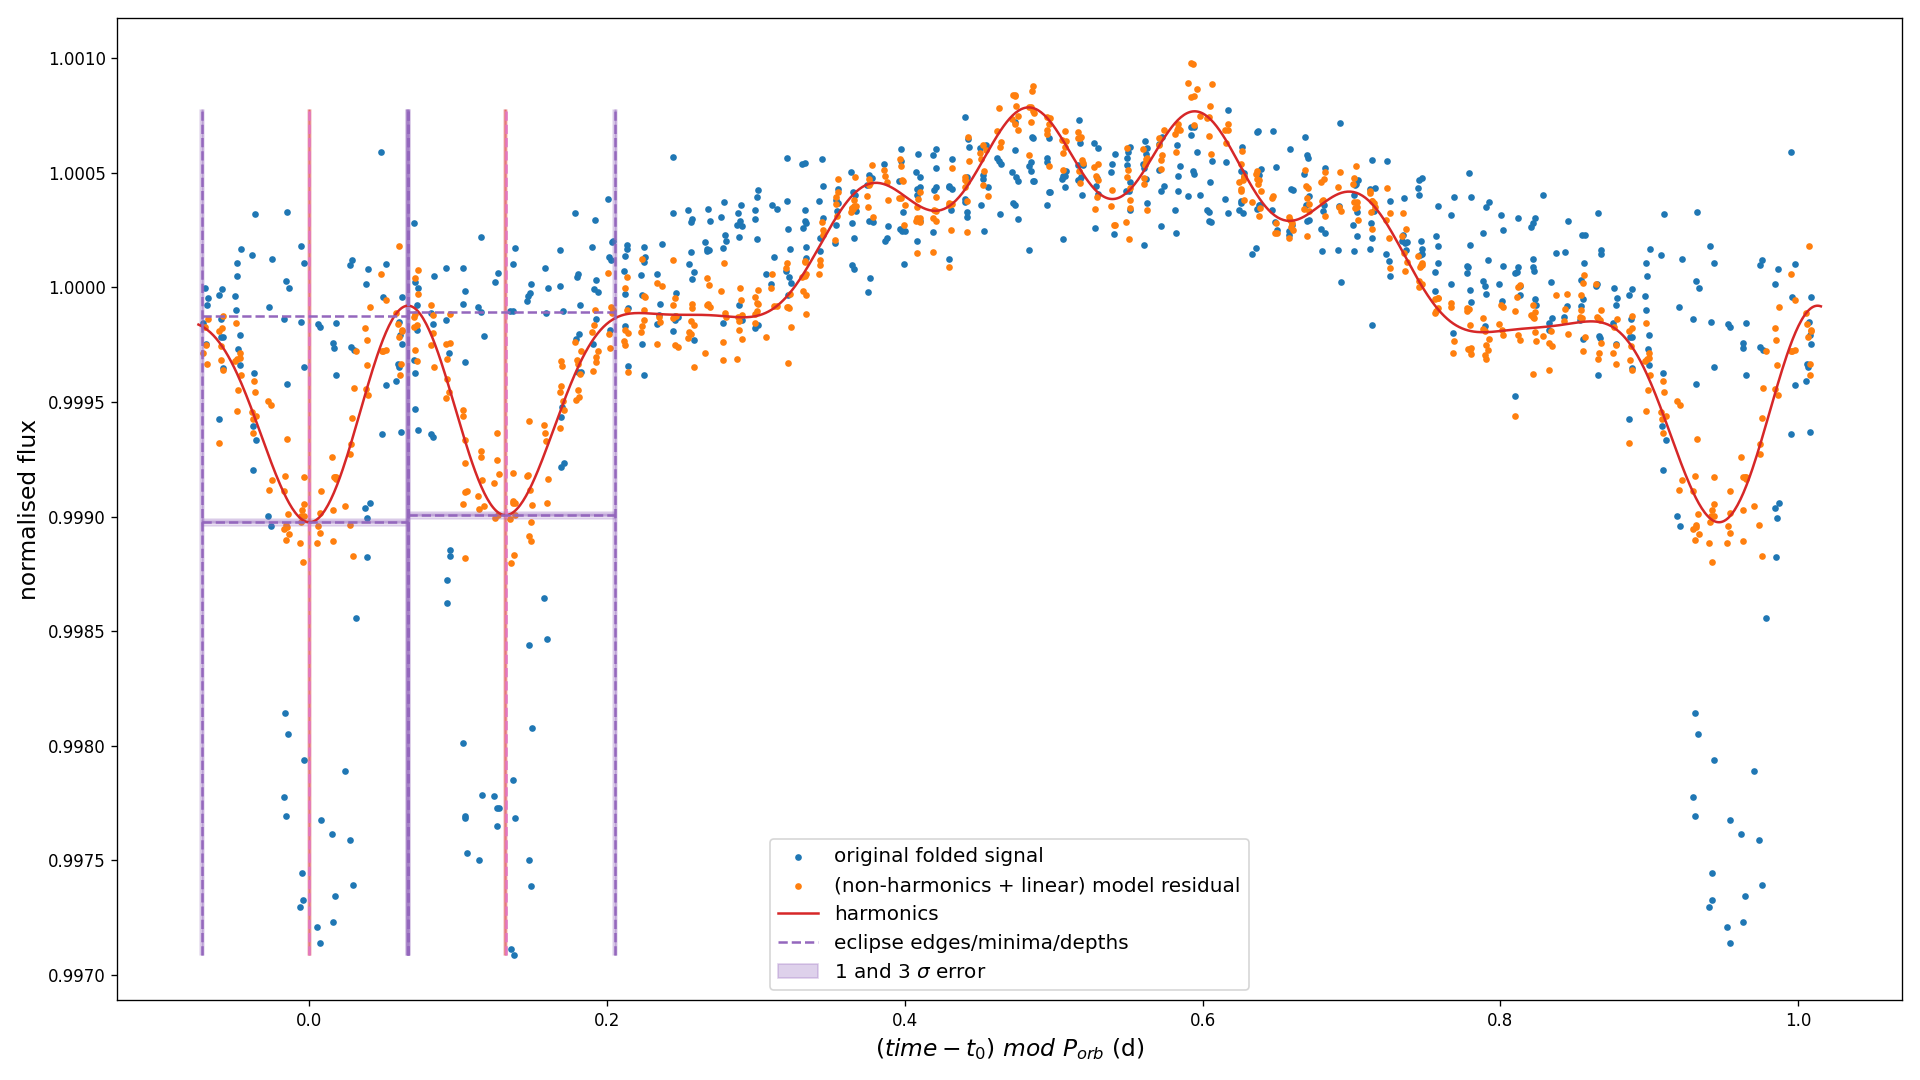 1.0010
1.0005
1.0000
0.9995
0.9990
0.9985
0.9980
0.9975
0.9970
normalised flux
original folded signal
(non-harmonics + linear) model residual
harmonics
eclipse edges/minima/depths
1 and 3 σ error
0.0 0.2 0.4 0.6 0.8 1.0
(time − t₀) mod Pₒᵣb (d)